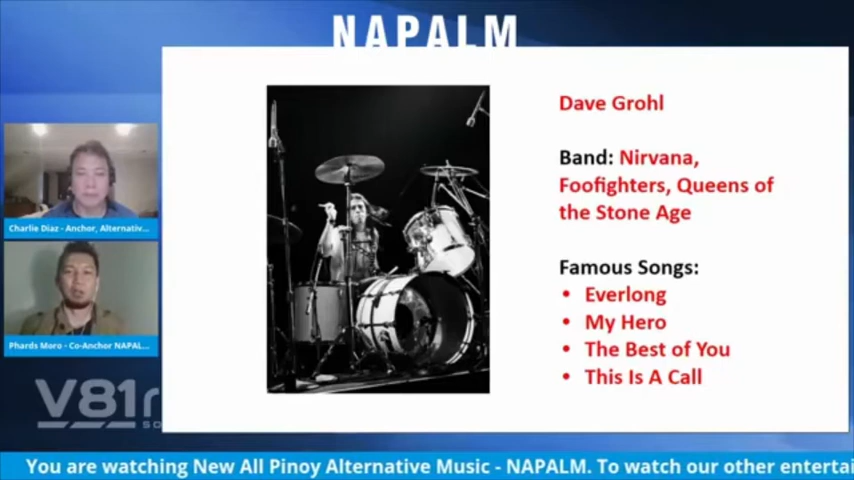 NAPALM
Dave Grohl
Band: Nirvana,
Foofighters, Queens of
the Stone Age
Famous Songs:
• Everlong
• My Hero
• The Best of You
• This Is A Call
Charlie Diaz - Anchor, Alternativ...
Phards Moro - Co-Anchor NAPAL...
V81
You are watching New All Pinoy Alternative Music - NAPALM. To watch our other enterta